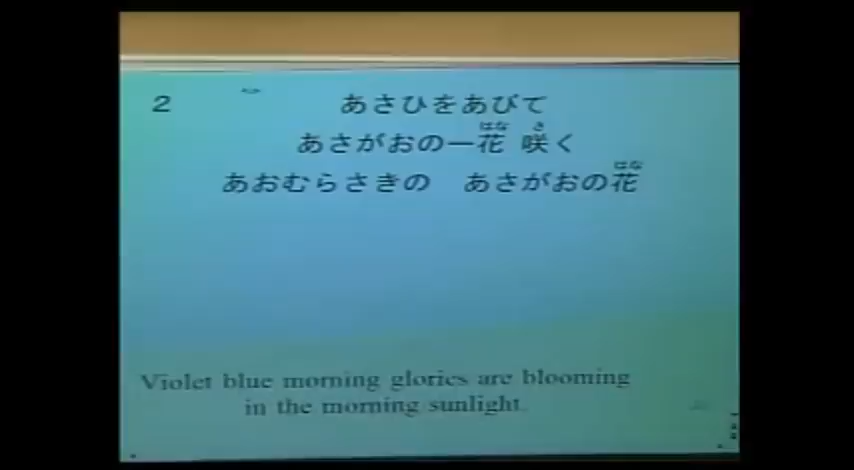 2 あさひをあびて
あさがおの一花 咲く
あおむらさきの あさがおの花
Violet blue morning glories are blooming
in the morning sunlight.